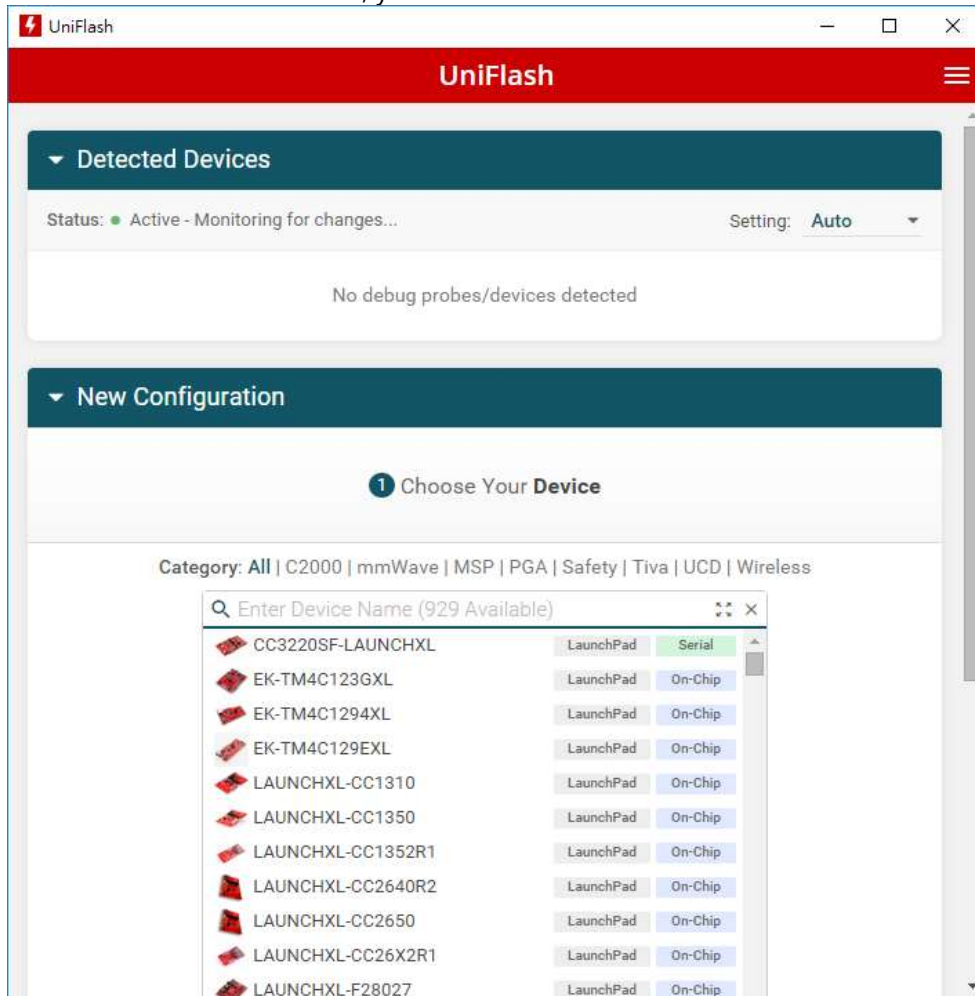 UniFlash
UniFlash
Detected Devices
Status: Active - Monitoring for changes...
Setting: Auto
No debug probes/devices detected
New Configuration
1 Choose Your Device
Category: All | C2000 | mmWave | MSP | PGA | Safety | Tiva | UCD | Wireless
Enter Device Name (929 Available)
CC3220SF-LAUNCHXL LaunchPad Serial
EK-TM4C123GXL LaunchPad On-Chip
EK-TM4C1294XL LaunchPad On-Chip
EK-TM4C129EXL LaunchPad On-Chip
LAUNCHXL-CC1310 LaunchPad On-Chip
LAUNCHXL-CC1350 LaunchPad On-Chip
LAUNCHXL-CC1352R1 LaunchPad On-Chip
LAUNCHXL-CC2640R2 LaunchPad On-Chip
LAUNCHXL-CC2650 LaunchPad On-Chip
LAUNCHXL-CC26X2R1 LaunchPad On-Chip
LAUNCHXL-F28027 LaunchPad On-Chip